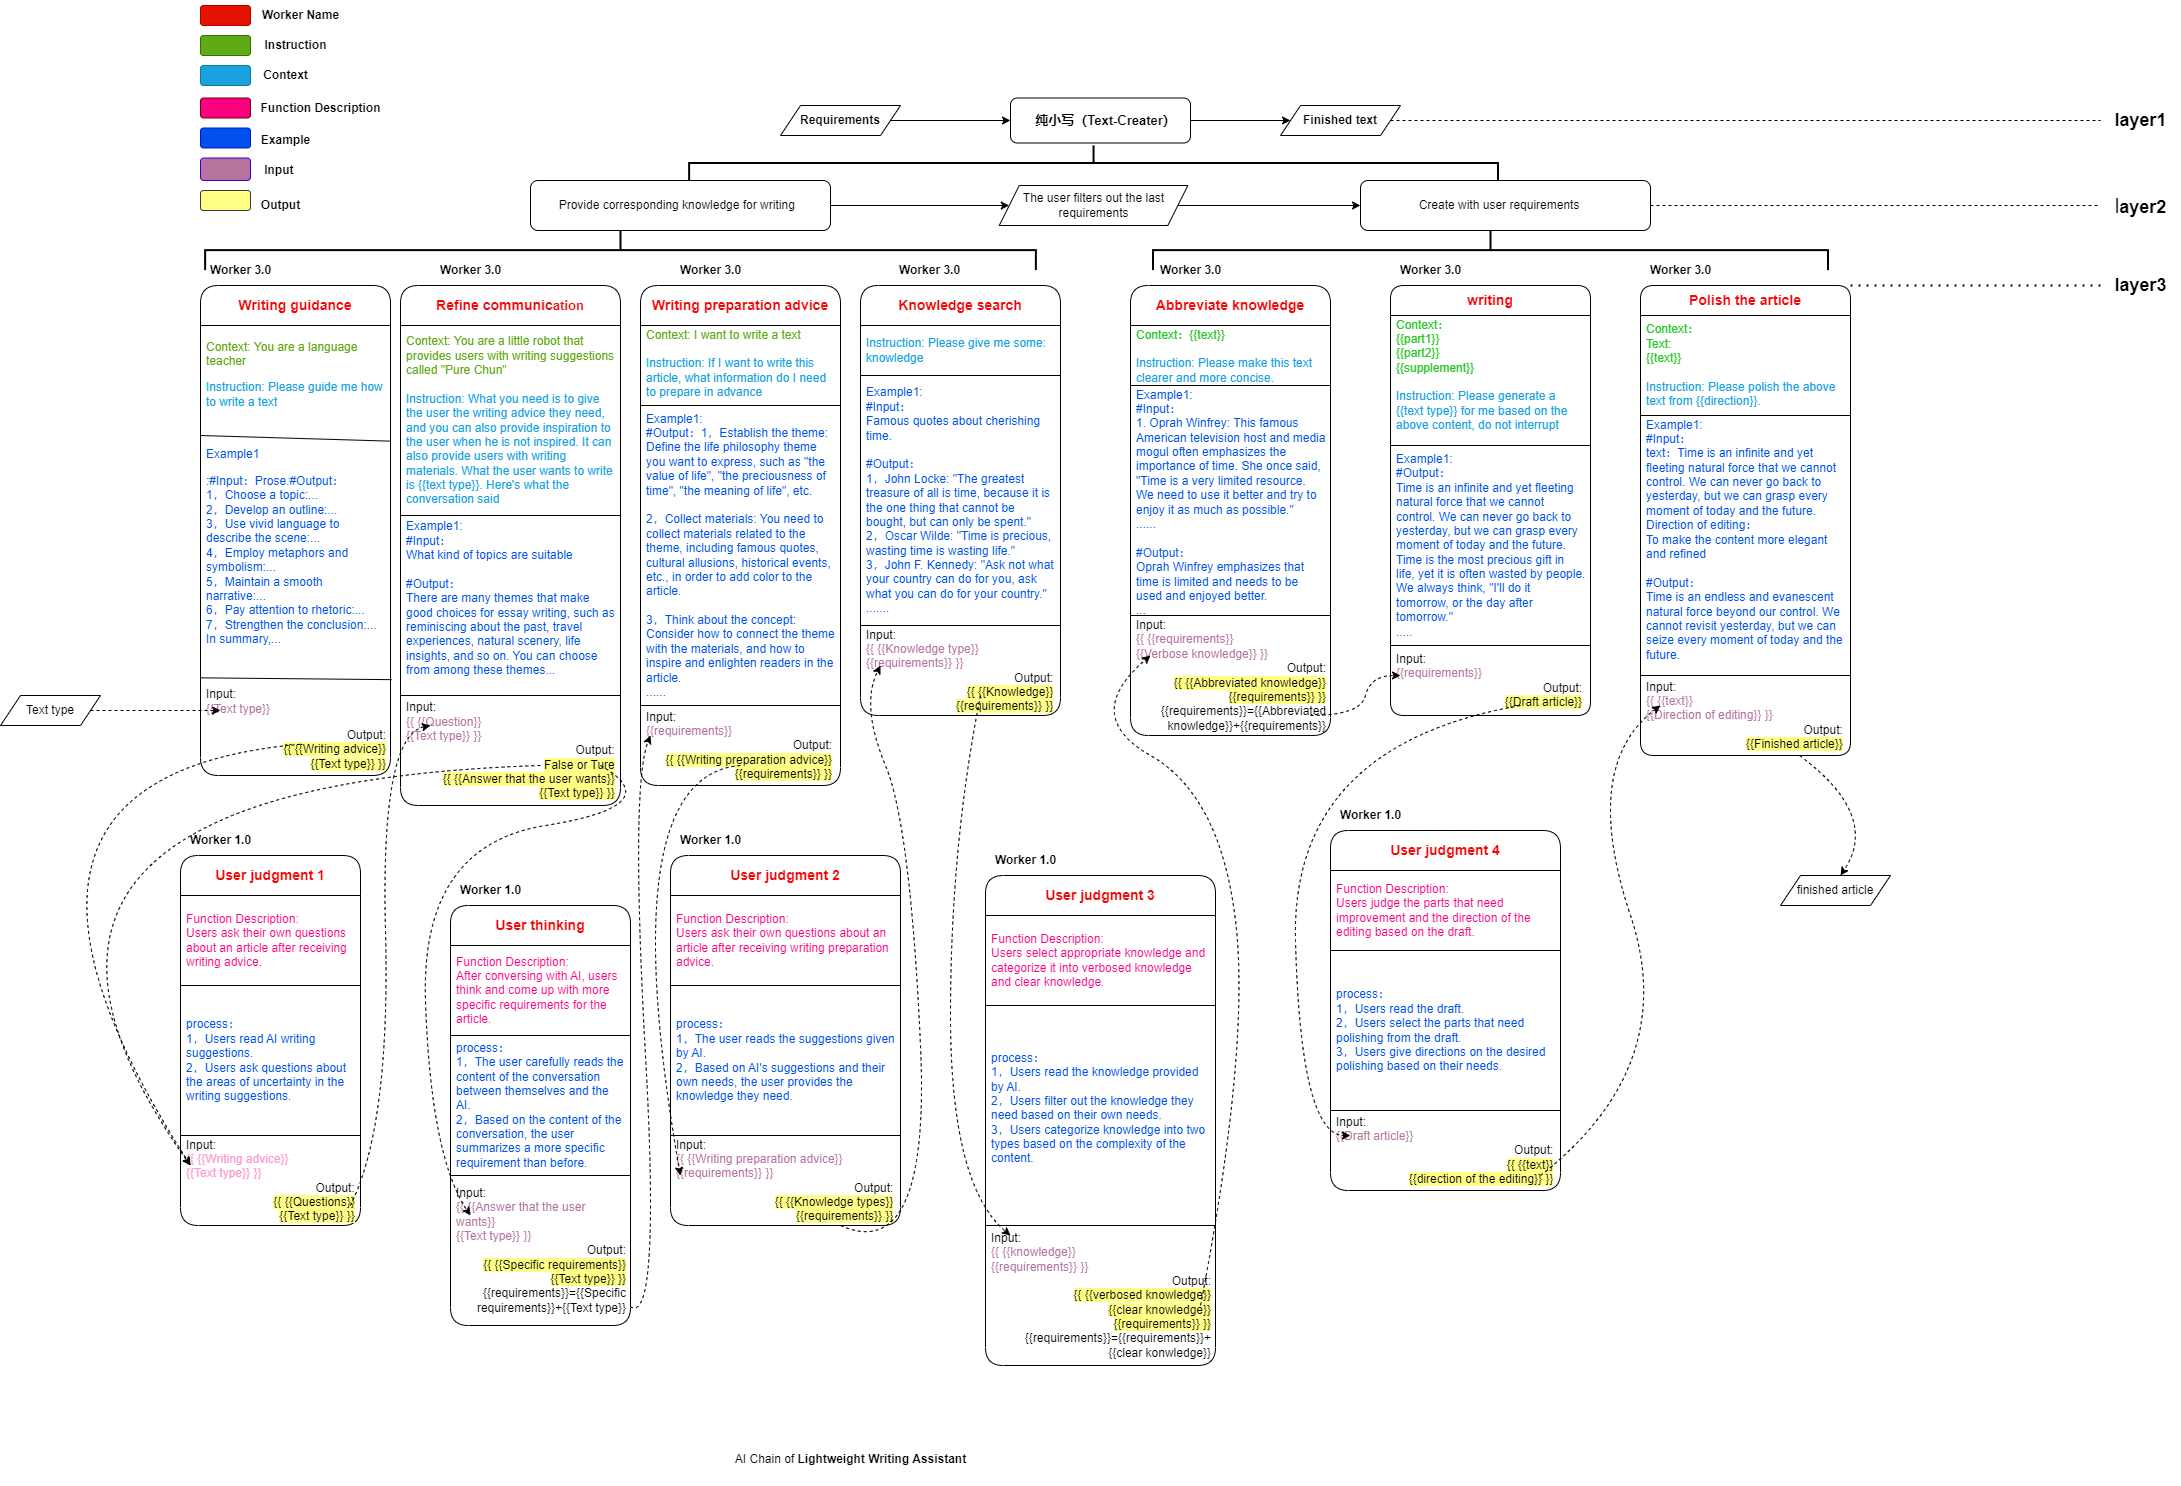 Worker Name
Instruction
Context
Function Description
Example
Input
Output
Requirements
纯小写（Text-Creater）
Finished text
layer1
Provide corresponding knowledge for writing
The user filters out the last
requirements
Create with user requirements
layer2
layer3
Worker 3.0
Writing guidance
Context: You are a language
teacher
Instruction: Please guide me how
to write a text
Example1
:#Input：Prose.#Output：
1，Choose a topic:...
2，Develop an outline:...
3，Use vivid language to
describe the scene:...
4，Employ metaphors and
symbolism:...
5，Maintain a smooth
narrative:...
6，Pay attention to rhetoric:...
7，Strengthen the conclusion:...
In summary,...
Input:
{{Text type}}
Output:
{{ {{Writing advice}}
{{Text type}} }}
Text type
Worker 3.0
Refine communication
Context: You are a little robot that
provides users with writing suggestions
called "Pure Chun"
Instruction: What you need is to give
the user the writing advice they need,
and you can also provide inspiration to
the user when he is not inspired. It can
also provide users with writing
materials. What the user wants to write
is {{text type}}. Here's what the
conversation said
Example1:
#Input：
What kind of topics are suitable
#Output：
There are many themes that make
good choices for essay writing, such as
reminiscing about the past, travel
experiences, natural scenery, life
insights, and so on. You can choose
from among these themes...
Input:
{{ {{Question}}
{{Text type}} }}
Output:
False or Ture
{{ {{Answer that the user wants}}
{{Text type}} }}
Worker 3.0
Writing preparation advice
Context: I want to write a text
Instruction: If I want to write this
article, what information do I need
to prepare in advance
Example1:
#Output：1，Establish the theme:
Define the life philosophy theme
you want to express, such as "the
value of life", "the preciousness of
time", "the meaning of life", etc.
2，Collect materials: You need to
collect materials related to the
theme, including famous quotes,
cultural allusions, historical events,
etc., in order to add color to the
article.
3，Think about the concept:
Consider how to connect the theme
with the materials, and how to
inspire and enlighten readers in the
article.
......
Input:
{{requirements}}
Output:
{{ {{Writing preparation advice}}
{{requirements}} }}
Worker 3.0
Knowledge search
Instruction: Please give me some:
knowledge
Example1:
#Input：
Famous quotes about cherishing
time.
#Output：
1，John Locke: "The greatest
treasure of all is time, because it is
the one thing that cannot be
bought, but can only be spent."
2，Oscar Wilde: "Time is precious,
wasting time is wasting life."
3，John F. Kennedy: "Ask not what
your country can do for you, ask
what you can do for your country."
.......
Input:
{{ {{Knowledge type}}
{{requirements}} }}
Output:
{{ {{Knowledge}}
{{requirements}} }}
Worker 3.0
Abbreviate knowledge
Context：{{text}}
Instruction: Please make this text
clearer and more concise.
Example1:
#Input：
1. Oprah Winfrey: This famous
American television host and media
mogul often emphasizes the
importance of time. She once said,
"Time is a very limited resource.
We need to use it better and try to
enjoy it as much as possible."
......
#Output：
Oprah Winfrey emphasizes that
time is limited and needs to be
used and enjoyed better.
...
Input:
{{ {{requirements}}
{{Verbose knowledge}} }}
Output:
{{ {{Abbreviated knowledge}}
{{requirements}} }}
{{requirements}}={{Abbreviated
knowledge}}+{{requirements}}
Worker 3.0
writing
Context：
{{part1}}
{{part2}}
{{supplement}}
Instruction: Please generate a
{{text type}} for me based on the
above content, do not interrupt
Example1:
#Output：
Time is an infinite and yet fleeting
natural force that we cannot
control. We can never go back to
yesterday, but we can grasp every
moment of today and the future.
Time is the most precious gift in
life, yet it is often wasted by people.
We always think, "I'll do it
tomorrow, or the day after
tomorrow."
.....
Input:
{{requirements}}
Output:
{{Draft article}}
Worker 3.0
Polish the article
Context：
Text:
{{text}}
Instruction: Please polish the above
text from {{direction}}.
Example1:
#Input：
text：Time is an infinite and yet
fleeting natural force that we cannot
control. We can never go back to
yesterday, but we can grasp every
moment of today and the future.
Direction of editing：
To make the content more elegant
and refined
#Output：
Time is an endless and evanescent
natural force beyond our control. We
cannot revisit yesterday, but we can
seize every moment of today and the
future.
Input:
{{ {{text}}
{{Direction of editing}} }}
Output:
{{Finished article}}
Worker 1.0
User judgment 1
Function Description:
Users ask their own questions
about an article after receiving
writing advice.
process：
1，Users read AI writing
suggestions.
2，Users ask questions about
the areas of uncertainty in the
writing suggestions.
Input:
{{ {{Writing advice}}
{{Text type}} }}
Output:
{{ {{Questions}}
{{Text type}} }}
Worker 1.0
User thinking
Function Description:
After conversing with AI, users
think and come up with more
specific requirements for the
article.
process：
1，The user carefully reads the
content of the conversation
between themselves and the
AI.
2，Based on the content of the
conversation, the user
summarizes a more specific
requirement than before.
Input:
{{ {{Answer that the user
wants}}
{{Text type}} }}
Output:
{{ {{Specific requirements}}
{{Text type}} }}
{{requirements}}={{Specific
requirements}}+{{Text type}}
Worker 1.0
User judgment 2
Function Description:
Users ask their own questions about an
article after receiving writing preparation
advice.
process：
1，The user reads the suggestions given
by AI.
2，Based on AI's suggestions and their
own needs, the user provides the
knowledge they need.
Input:
{{ {{Writing preparation advice}}
{{requirements}} }}
Output:
{{ {{Knowledge types}}
{{requirements}} }}
Worker 1.0
User judgment 3
Function Description:
Users select appropriate knowledge and
categorize it into verbosed knowledge
and clear knowledge.
process：
1，Users read the knowledge provided
by AI.
2，Users filter out the knowledge they
need based on their own needs.
3，Users categorize knowledge into two
types based on the complexity of the
content.
Input:
{{ {{knowledge}}
{{requirements}} }}
Output:
{{ {{verbosed knowledge}}
{{clear knowledge}}
{{requirements}} }}
{{requirements}}={{requirements}}+
{{clear konwledge}}
Worker 1.0
User judgment 4
Function Description:
Users judge the parts that need
improvement and the direction of the
editing based on the draft.
process：
1，Users read the draft.
2，Users select the parts that need
polishing from the draft.
3，Users give directions on the desired
polishing based on their needs.
Input:
{{Draft article}}
Output:
{{ {{text}}
{{direction of the editing}} }}
finished article
AI Chain of Lightweight Writing Assistant